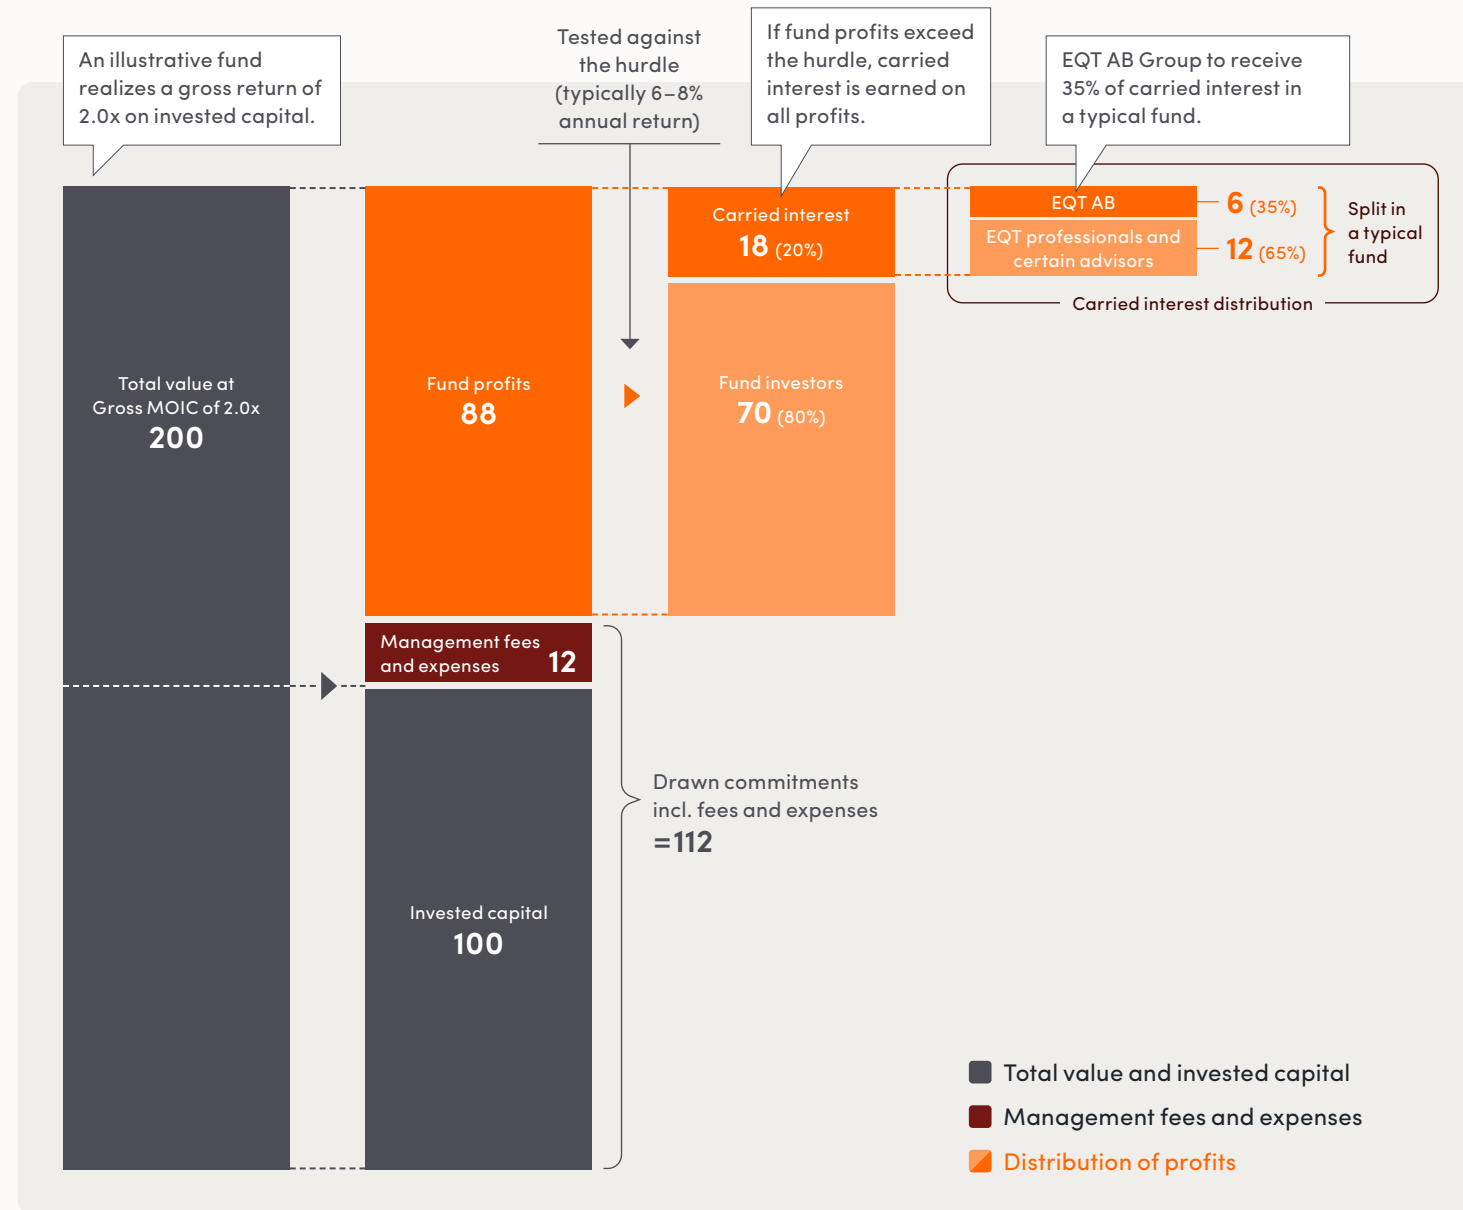 An illustrative fund
realizes a gross return of
2.0x on invested capital.
Tested against
the hurdle
(typically 6–8%
annual return)
If fund profits exceed
the hurdle, carried
interest is earned on
all profits.
EQT AB Group to receive
35% of carried interest in
a typical fund.
Total value at
Gross MOIC of 2.0x
200
Fund profits
88
Management fees
and expenses 12
Invested capital
100
Drawn commitments
incl. fees and expenses
=112
Carried interest
18 (20%)
Fund investors
70 (80%)
EQT AB
6 (35%)
EQT professionals and
certain advisors
12 (65%)
Split in
a typical
fund
Carried interest distribution
Total value and invested capital
Management fees and expenses
Distribution of profits